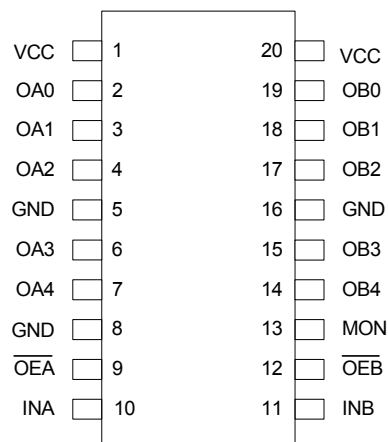 VCC 1 20 VCC
OA0 2 19 OB0
OA1 3 18 OB1
OA2 4 17 OB2
GND 5 16 GND
OA3 6 15 OB3
OA4 7 14 OB4
GND 8 13 MON
O̅E̅A̅ 9 12 O̅E̅B̅
INA 10 11 INB